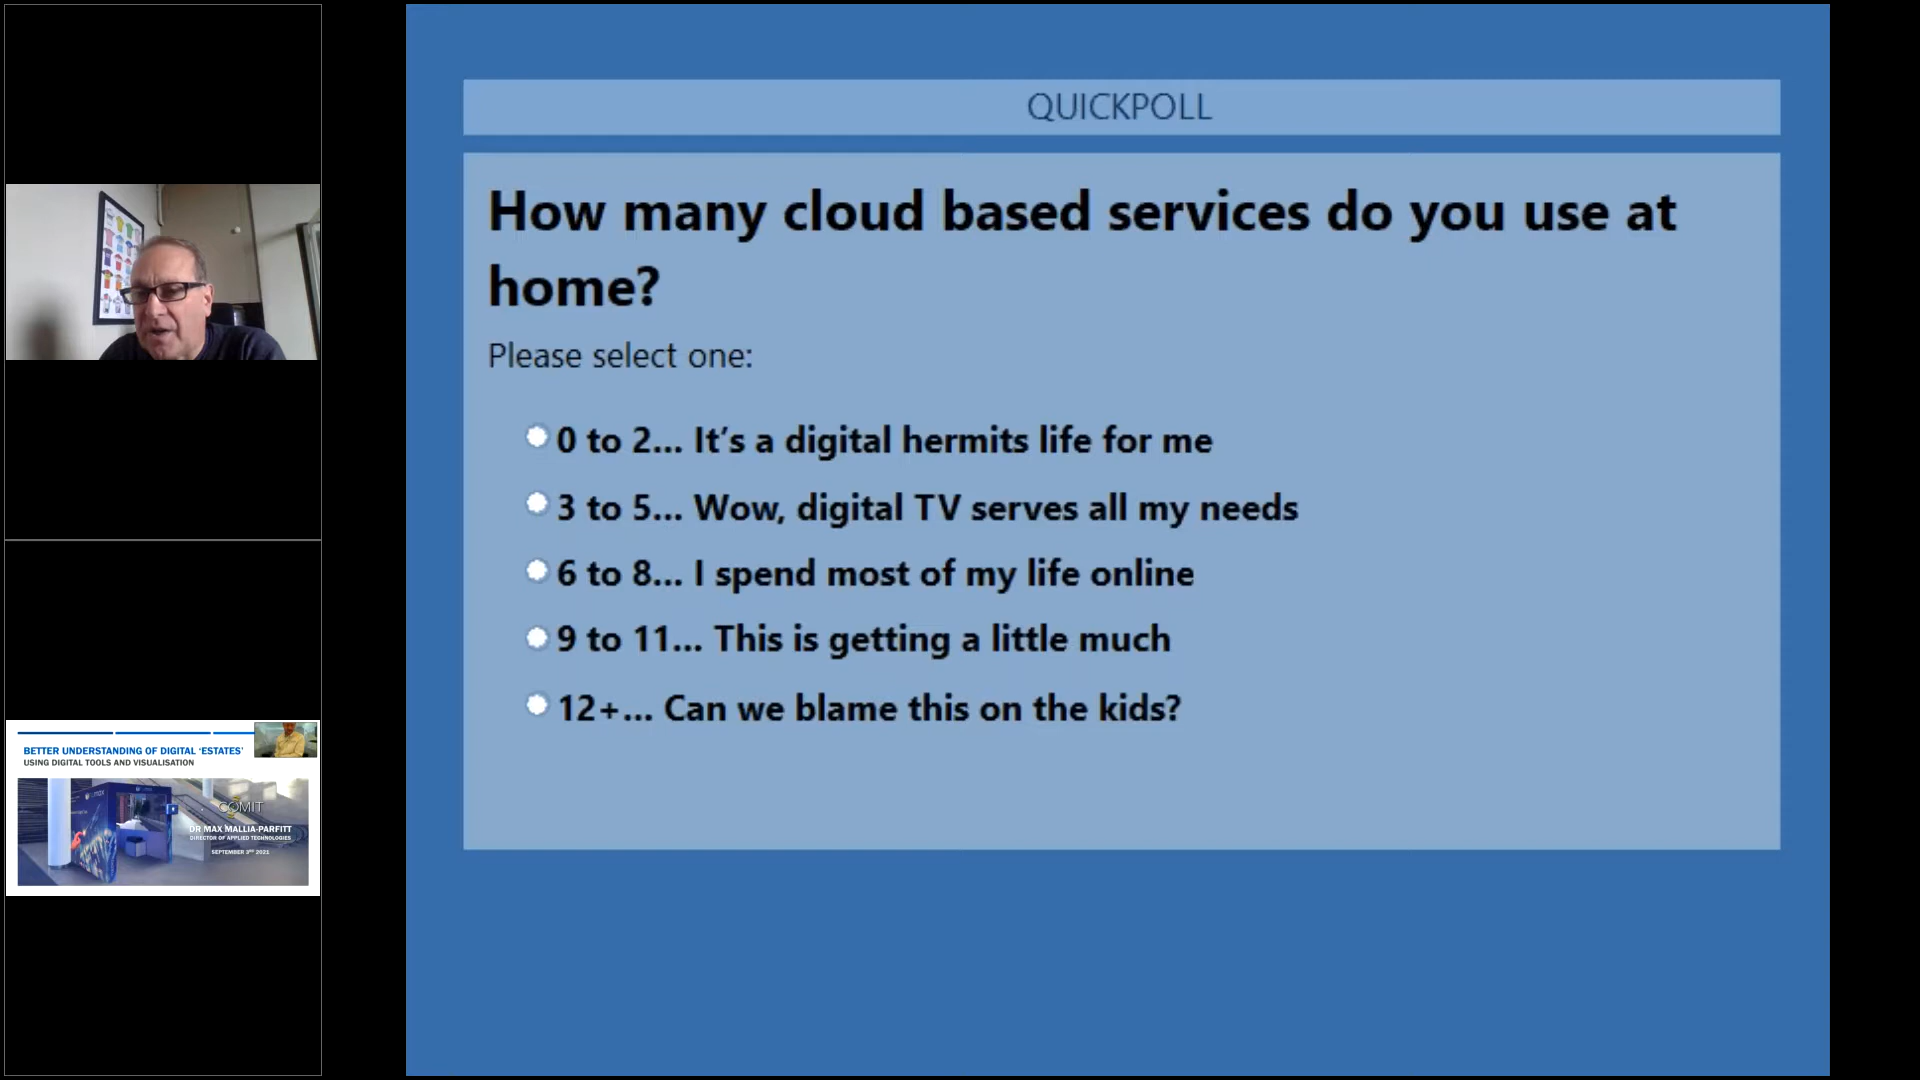 QUICKPOLL
How many cloud based services do you use at
home?
Please select one:
0 to 2... It’s a digital hermits life for me
3 to 5... Wow, digital TV serves all my needs
6 to 8... I spend most of my life online
9 to 11... This is getting a little much
12+... Can we blame this on the kids?
BETTER UNDERSTANDING OF DIGITAL ‘ESTATES’
USING DIGITAL TOOLS AND VISUALISATION
COMIT
DR MAX MALLIA-PARFITT
DIRECTOR OF APPLIED TECHNOLOGIES
SEPTEMBER 3RD 2021